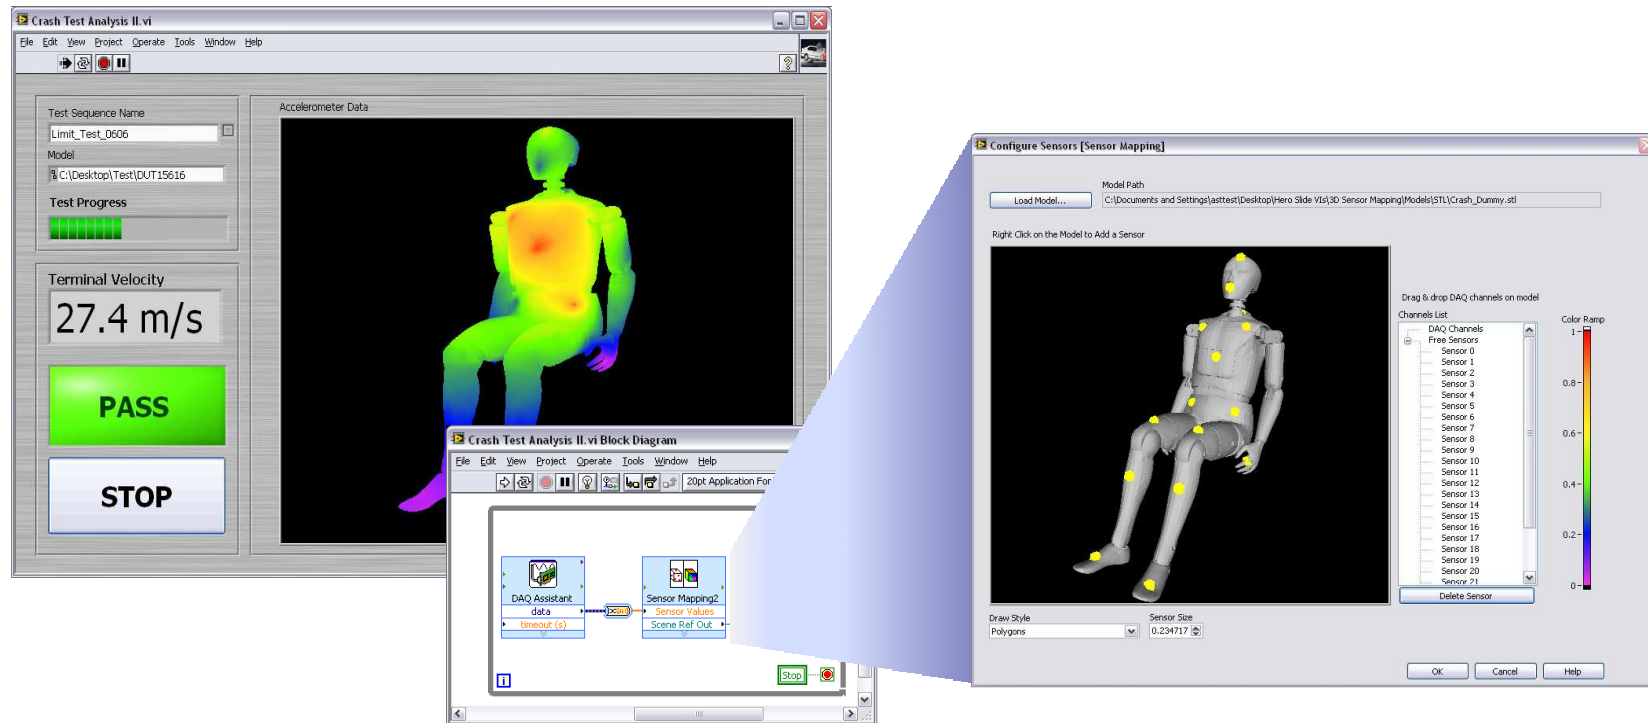 Crash Test Analysis II.vi
File Edit View Project Operate Tools Window Help
Test Sequence Name
Limit_Test_0606
Model
C:\Desktop\Test\DUT15616
Test Progress
Terminal Velocity
27.4 m/s
PASS
STOP
Accelerometer Data
Crash Test Analysis II.vi Block Diagram
File Edit View Project Operate Tools Window Help
20pt Application For
DAQ Assistant
data
timeout (s)
Sensor Mapping2
Sensor Values
Scene Ref Out
Stop
i
Configure Sensors [Sensor Mapping]
Load Model...
Model Path
C:\Documents and Settings\asttest\Desktop\Hero Slide VIs\3D Sensor Mapping\Models\STL\Crash_Dummy.stl
Right Click on the Model to Add a Sensor
Drag & drop DAQ channels on model
Channels List
DAQ Channels
Free Sensors
Sensor 0
Sensor 1
Sensor 2
Sensor 3
Sensor 4
Sensor 5
Sensor 6
Sensor 7
Sensor 8
Sensor 9
Sensor 10
Sensor 11
Sensor 12
Sensor 13
Sensor 14
Sensor 15
Sensor 16
Sensor 17
Sensor 18
Sensor 19
Sensor 20
Sensor 21
Delete Sensor
Color Ramp
1
0.8
0.6
0.4
0.2
0
Draw Style
Polygons
Sensor Size
0.234717
OK Cancel Help